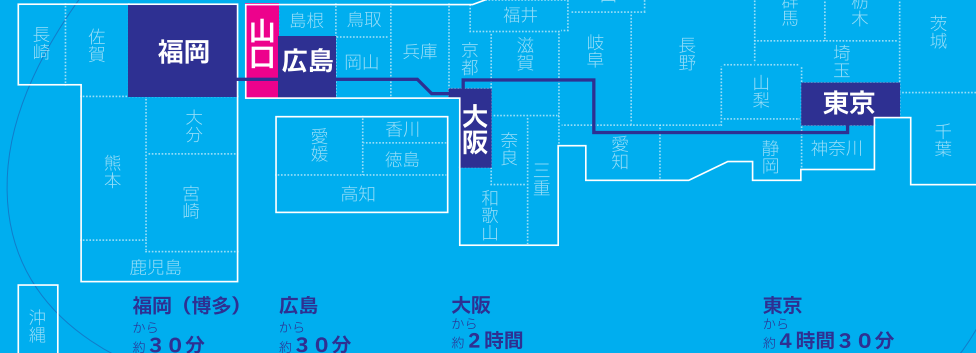 長崎
佐賀
福岡
山口
島根
鳥取
広島
岡山
兵庫
京都
福井
滋賀
岐阜
長野
群馬
栃木
茨城
埼玉
山梨
東京
千葉
大分
熊本
宮崎
鹿児島
沖縄
愛媛
香川
徳島
高知
大阪
奈良
三重
和歌山
愛知
静岡
神奈川
福岡（博多）
から
約３０分
広島
から
約３０分
大阪
から
約２時間
東京
から
約４時間３０分